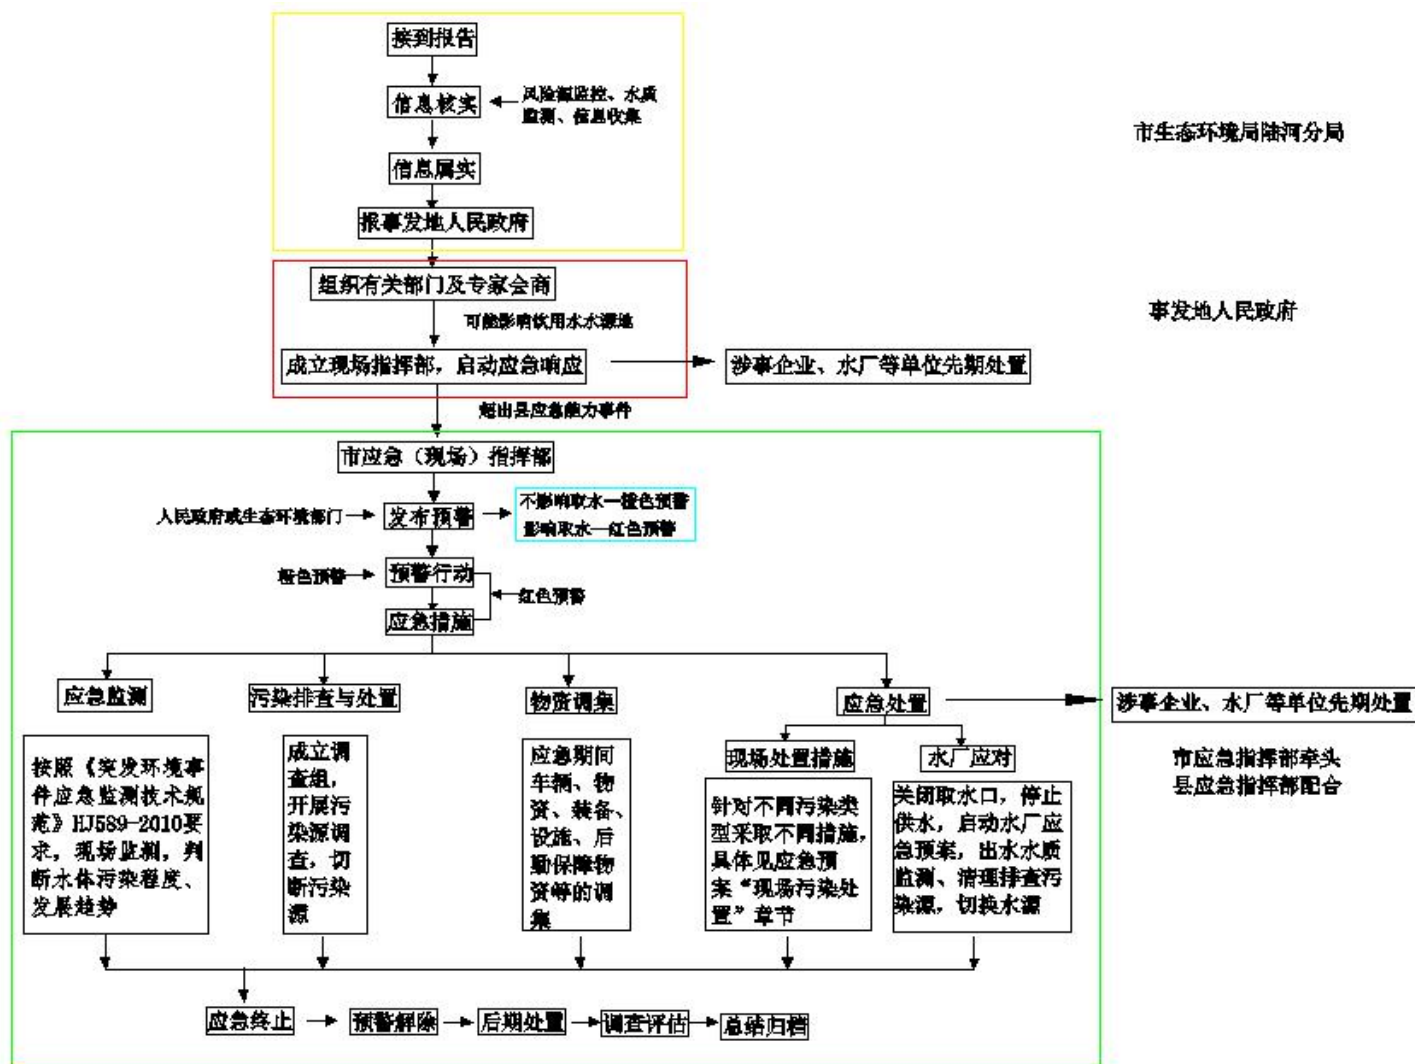 接到报告
信息核实
风险源监控、水质
监测、信息收集
市生态环境局陆河分局
信息属实
报事发地人民政府
组织有关部门及专家会商
事发地人民政府
可能影响饮用水水源地
成立现场指挥部，启动应急响应
涉事企业、水厂等单位先期处置
超出县应急能力事件
市应急（现场）指挥部
人民政府或生态环境部门
发布预警
不影响取水—橙色预警
影响取水—红色预警
橙色预警
预警行动
红色预警
应急措施
应急监测
污染排查与处置
物资调集
应急处置
涉事企业、水厂等单位先期处置
市应急指挥部牵头
县应急指挥部配合
按照《突发环境事
件应急监测技术规
范》HJ589-2010要
求，现场监测，判
断水体污染程度、
发展趋势
成立调
查组，
开展污
染源调
查，切
断污染
源
应急期间
车辆、物
资、装备、
设施、后
勤保障物
资等的调
集
现场处置措施
针对不同污染类
型采取不同措施，
具体见应急预
案“现场污染处
置”章节
水厂应对
关闭取水口，停止
供水，启动水厂应
急预案，出水水质
监测、清理排查污
染源，切换水源
应急终止
预警解除
后期处置
调查评估
总结归档